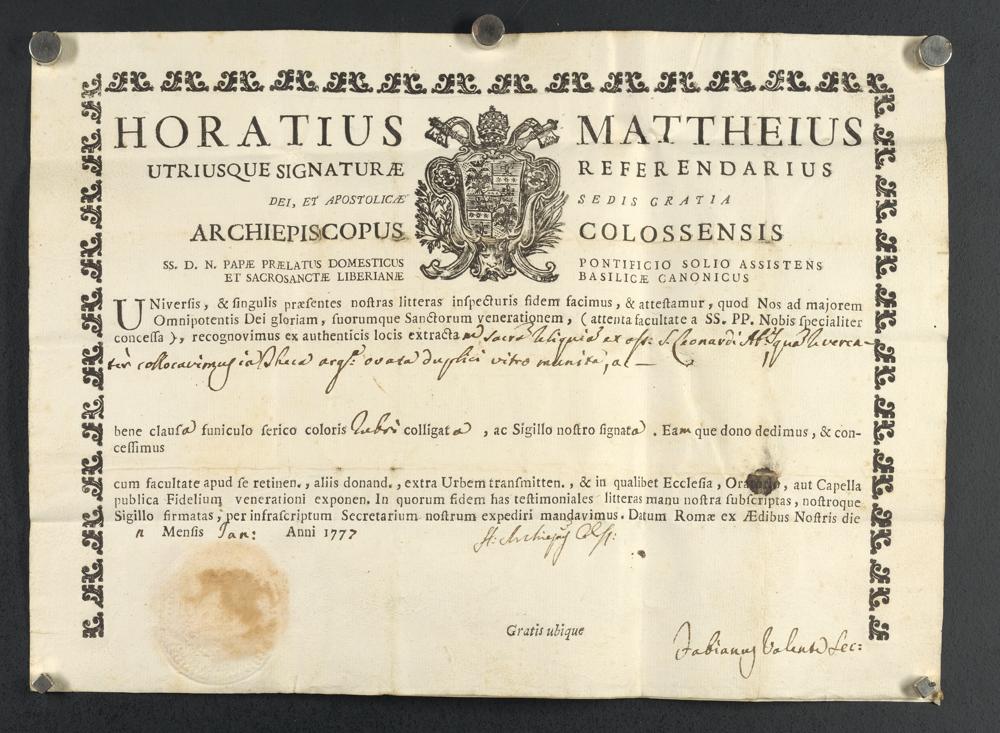 HORATIUS MATTHEIUS
UTRIUSQUE SIGNATURÆ REFERENDARIUS
DEI, ET APOSTOLICÆ SEDIS GRATIA
ARCHIEPISCOPUS COLOSSENSIS
SS. D. N. PAPÆ PRÆLATUS DOMESTICUS PONTIFICIO SOLIO ASSISTENS
ET SACROSANCTÆ LIBERIANÆ BASILICÆ CANONICUS
UNiversis, & singulis præsentes nostras litteras inspecturis fidem facimus, & attestamur, quod Nos ad majorem
Omnipotentis Dei gloriam, suorumque Sanctorum venerationem, (attenta facultate a SS. PP. Nobis specialiter
concessa), recognovimus ex authenticis locis extracta sacra Reliquia ex oss: S. Leonardi
collocavimus in theca ovata duplici vitro munita, ac
bene clausa funiculo serico coloris Rubri colligata, ac Sigillo nostro signata. Eamque dono dedimus, & con-
cessimus
cum facultate apud se retinen., aliis donand., extra Urbem transmitten., & in qualibet Ecclesia, Oratorio, aut Capella
publica Fidelium venerationi exponen. In quorum fidem has testimoniales litteras manu nostra subscriptas, nostroque
Sigillo firmatas, per infrascriptum Secretarium nostrum expediri mandavimus. Datum Romæ ex Ædibus Nostris die
Mensis Jan: Anni 1777
Gratis ubique
Fabianus Valenti Sec: